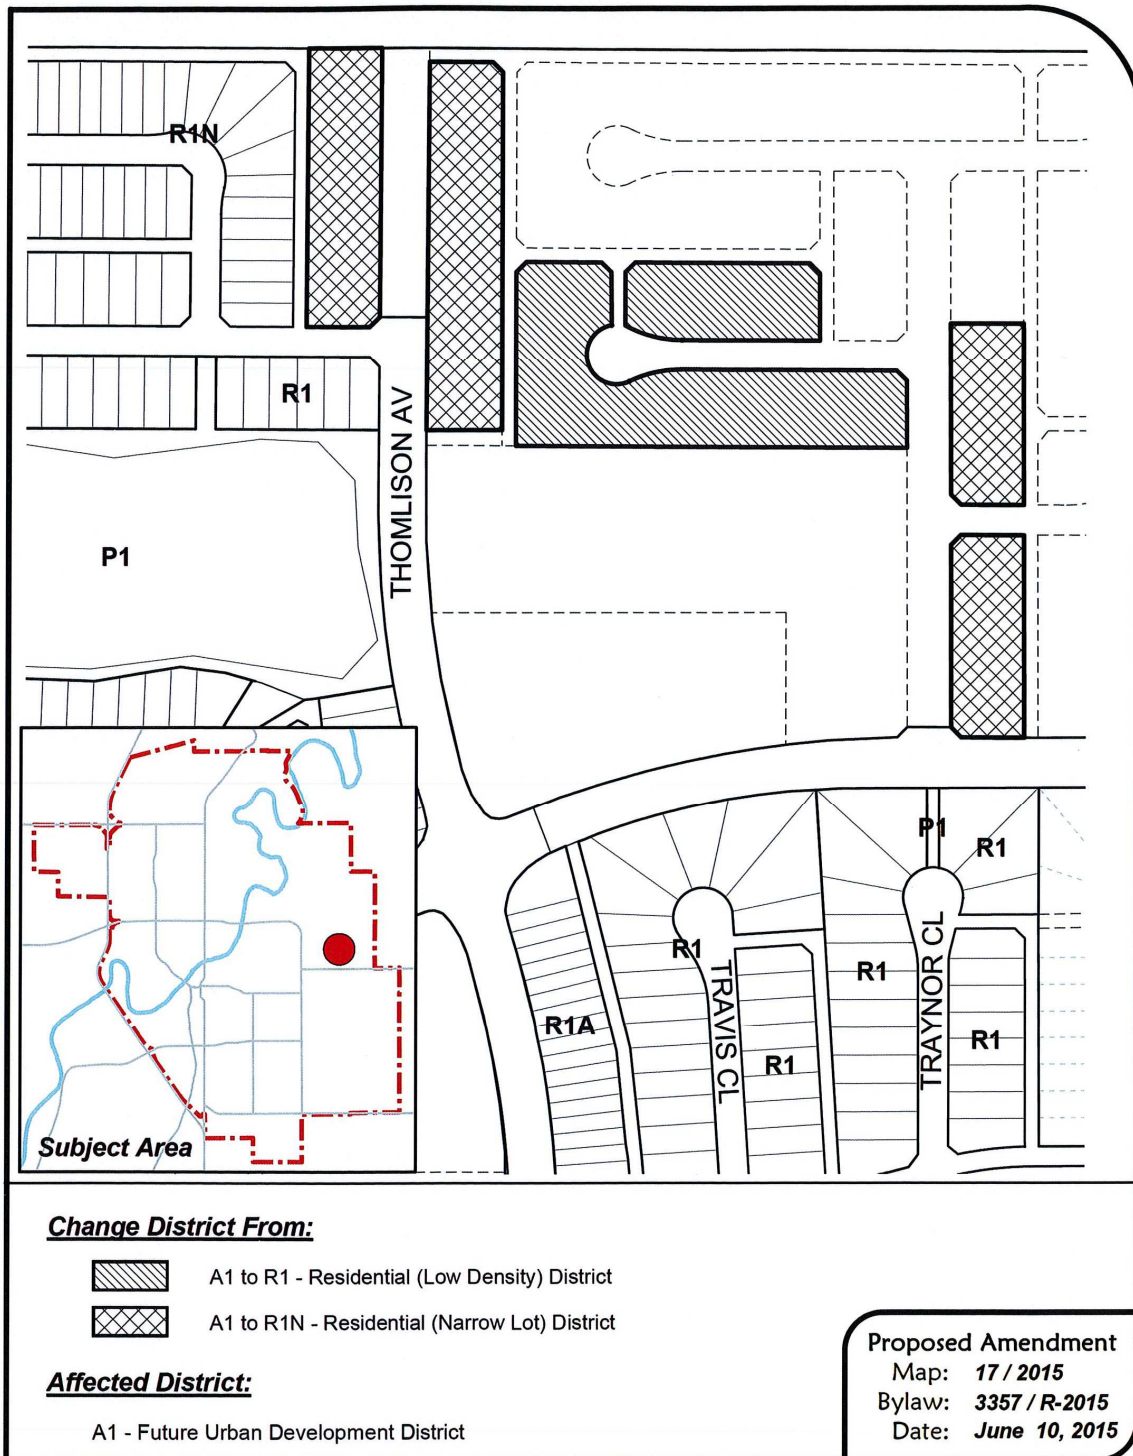 R1N
R1
THOMLISON AV
P1
P1
R1
R1
R1
R1A
TRAVIS CL
R1
TRAYNOR CL
R1
Subject Area
Change District From:
A1 to R1 - Residential (Low Density) District
A1 to R1N - Residential (Narrow Lot) District
Affected District:
A1 - Future Urban Development District
Proposed Amendment
Map: 17 / 2015
Bylaw: 3357 / R-2015
Date: June 10, 2015